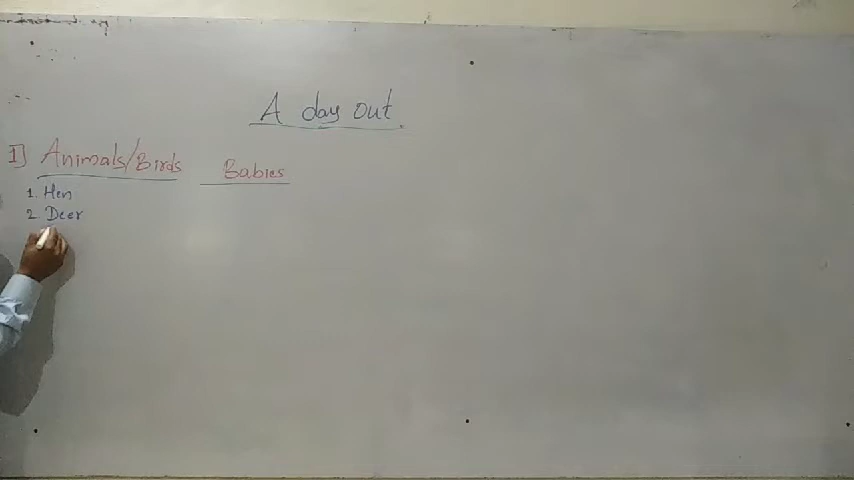 A day out.
I] Animals/Birds Babies
1. Hen
2. Deer